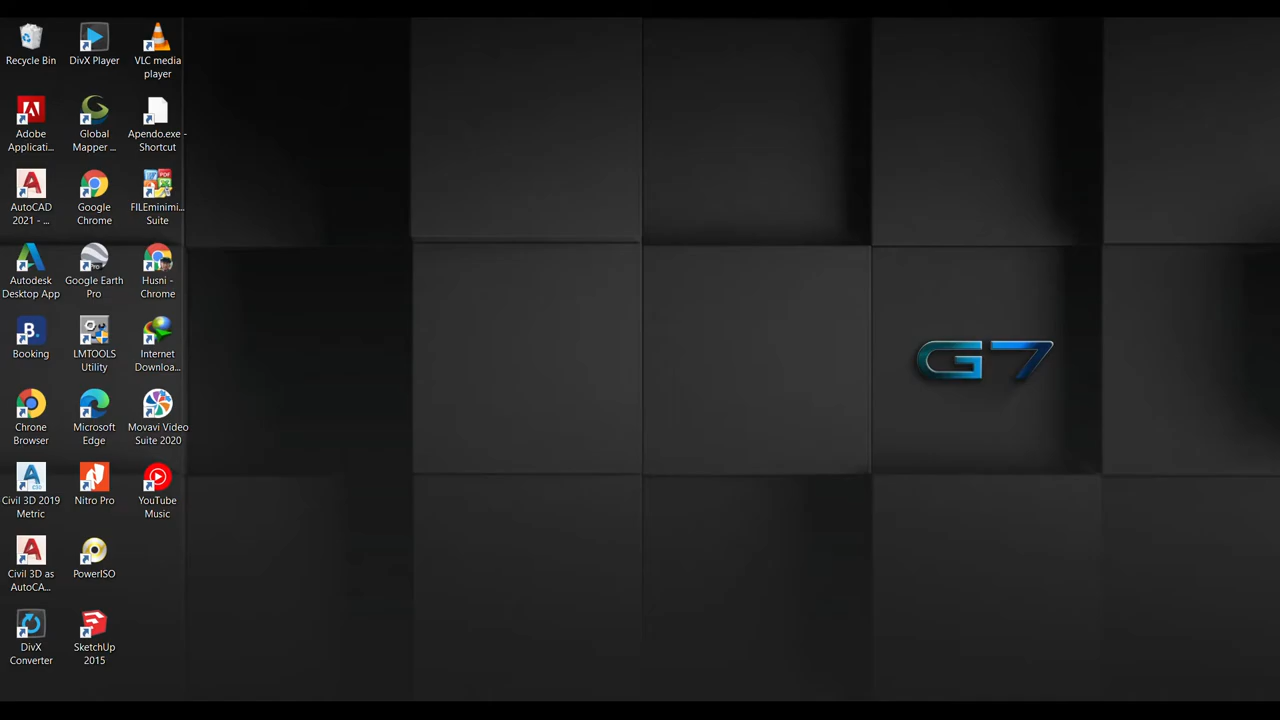 Recycle Bin
DivX Player
VLC media
player
Adobe
Applicati...
Global
Mapper ...
Apendo.exe -
Shortcut
AutoCAD
2021 - ...
Google
Chrome
FILEminimi...
Suite
Autodesk
Desktop App
Google Earth
Pro
Husni -
Chrome
B.
Booking
LMTOOLS
Utility
Internet
Downloa...
Chrone
Browser
Microsoft
Edge
Movavi Video
Suite 2020
Civil 3D 2019
Metric
Nitro Pro
YouTube
Music
Civil 3D as
AutoCA...
PowerISO
DivX
Converter
SketchUp
2015
G7